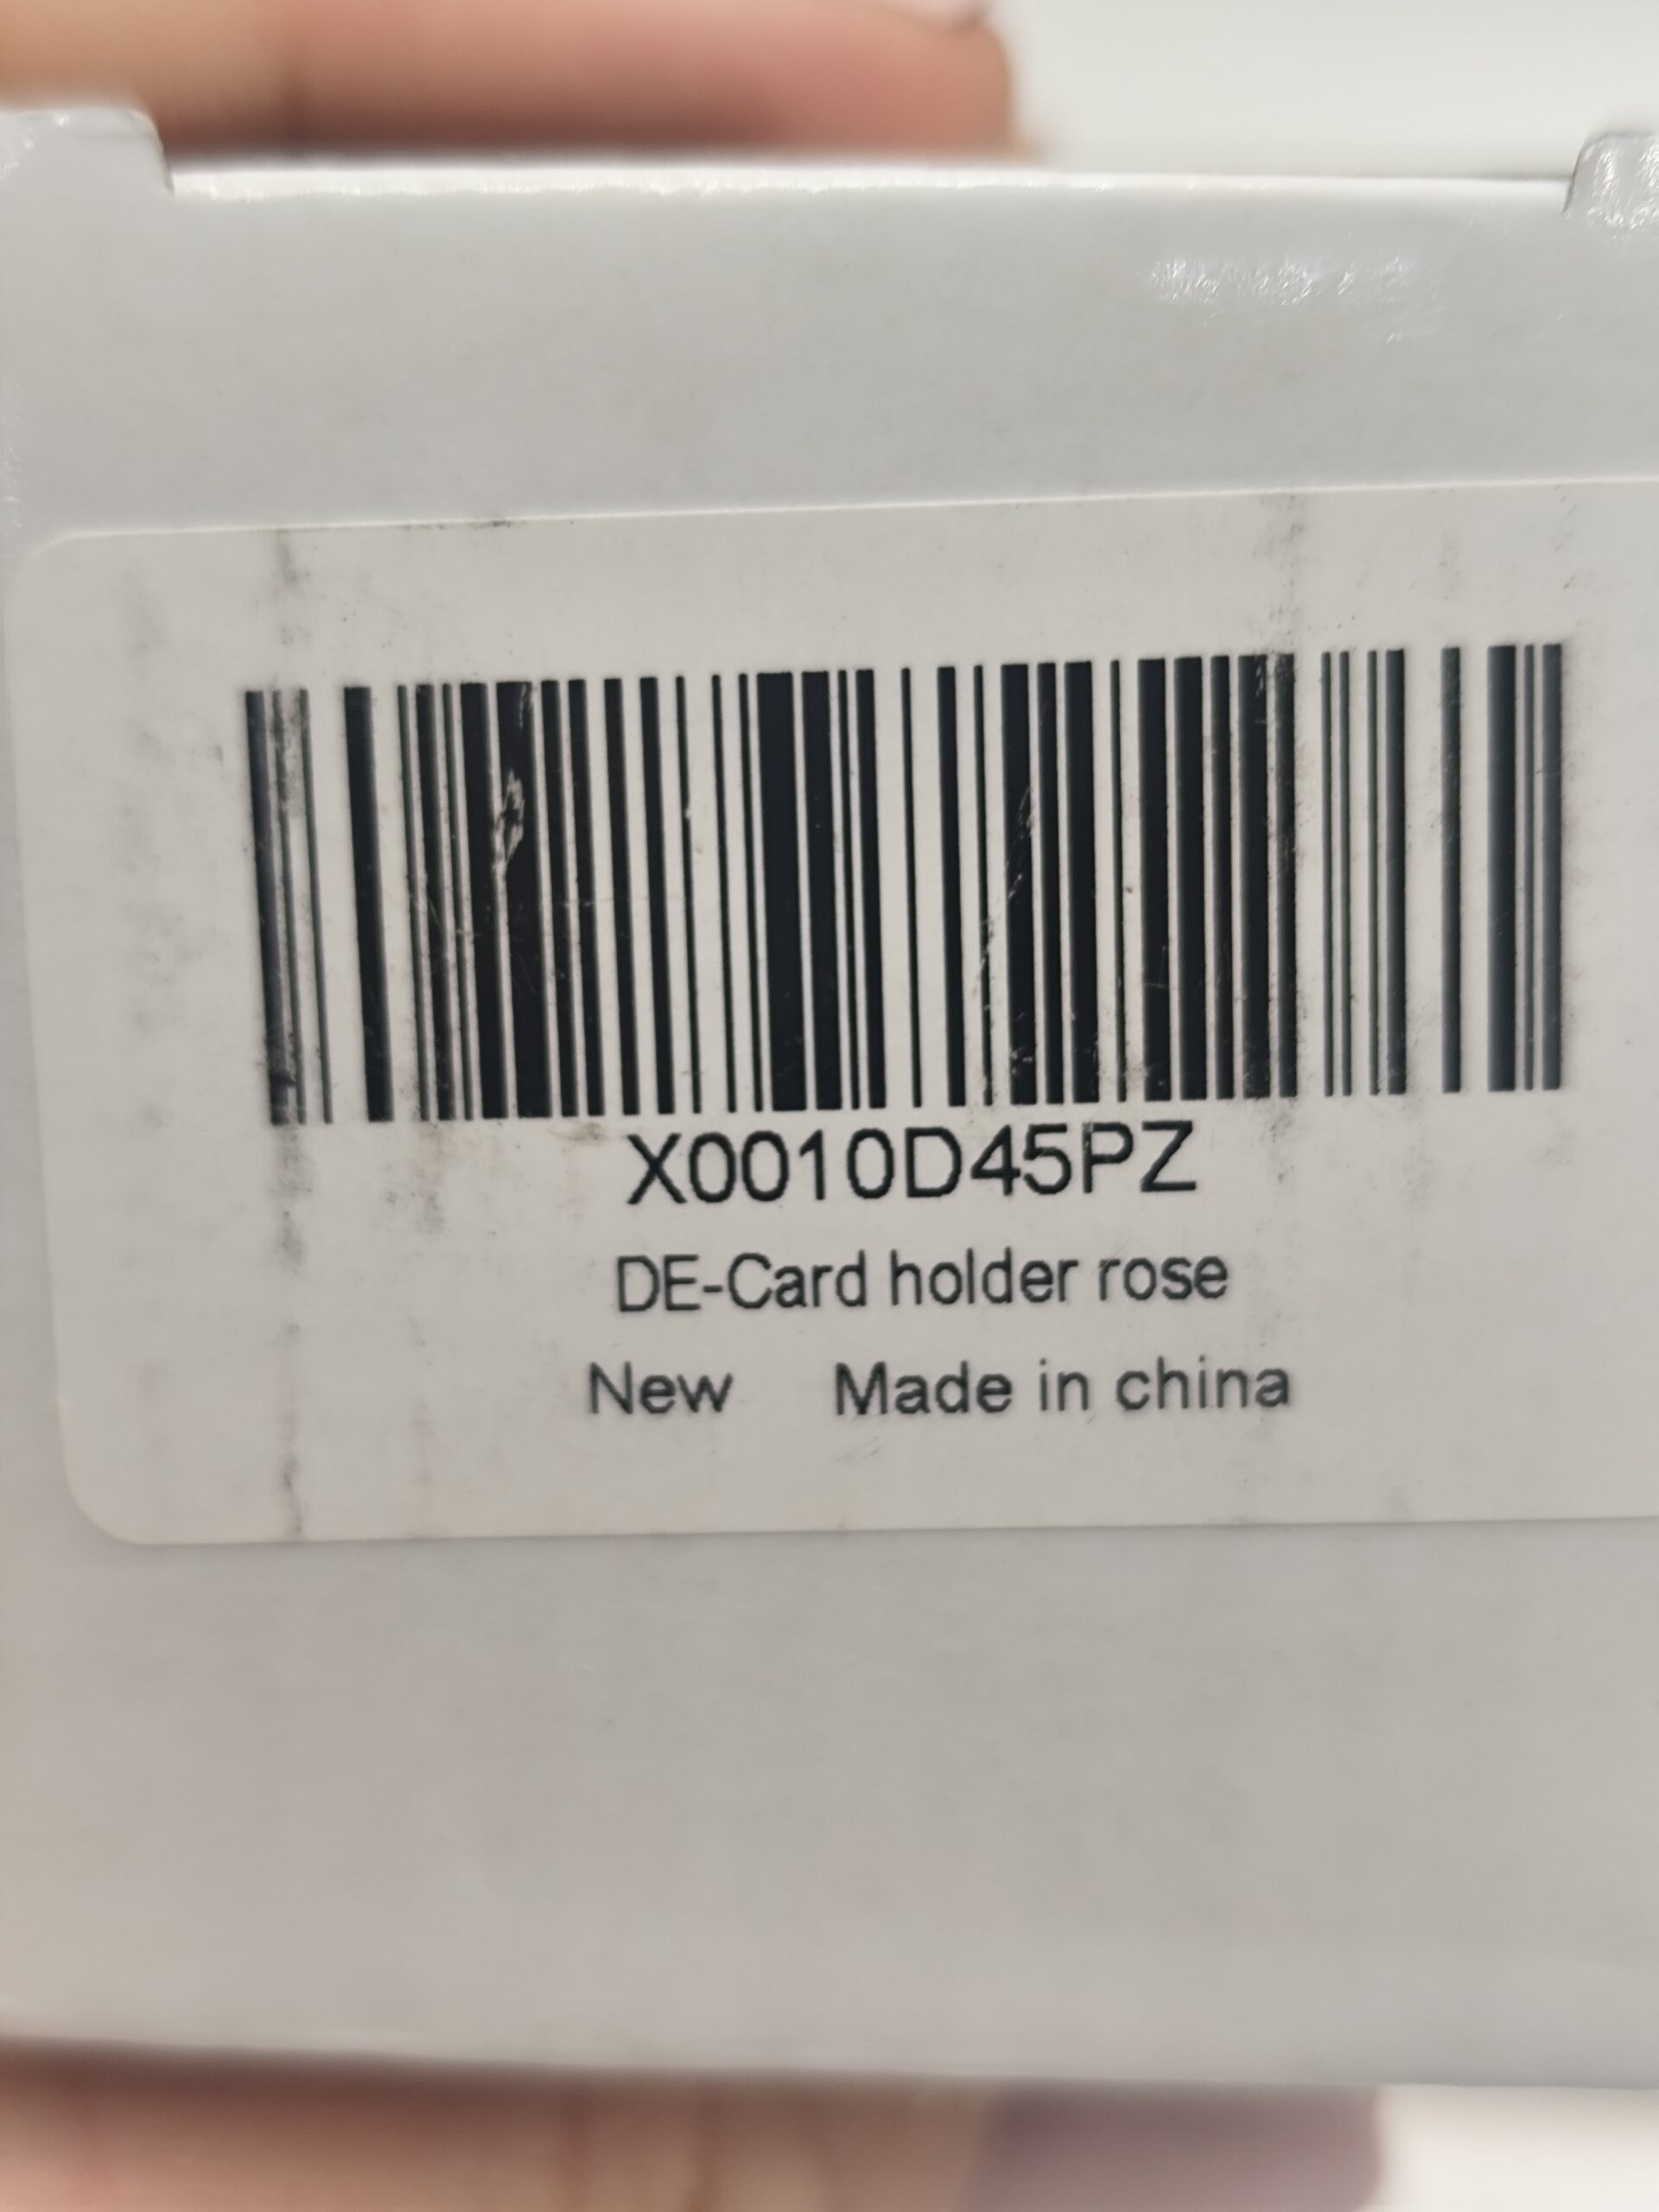 X0010D45PZ
DE-Card holder rose
New Made in china